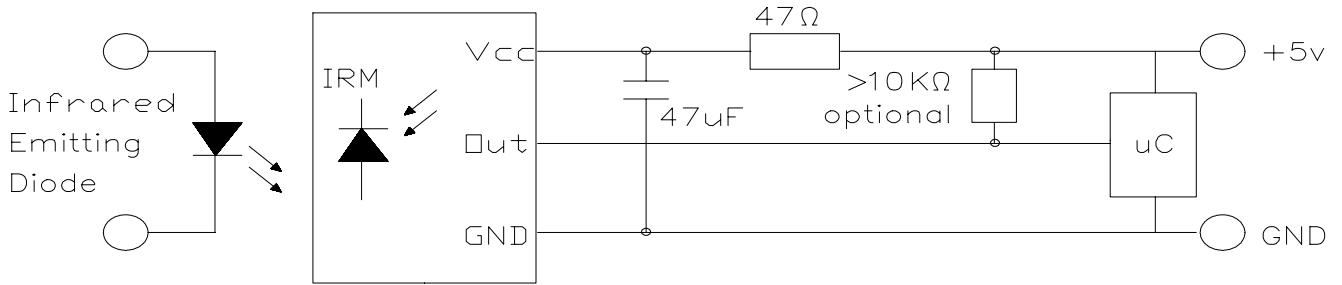 47Ω
Vcc
+5v
IRM
>10KΩ
optional
Infrared
Emitting
Diode
47uF
Out
uC
GND
GND